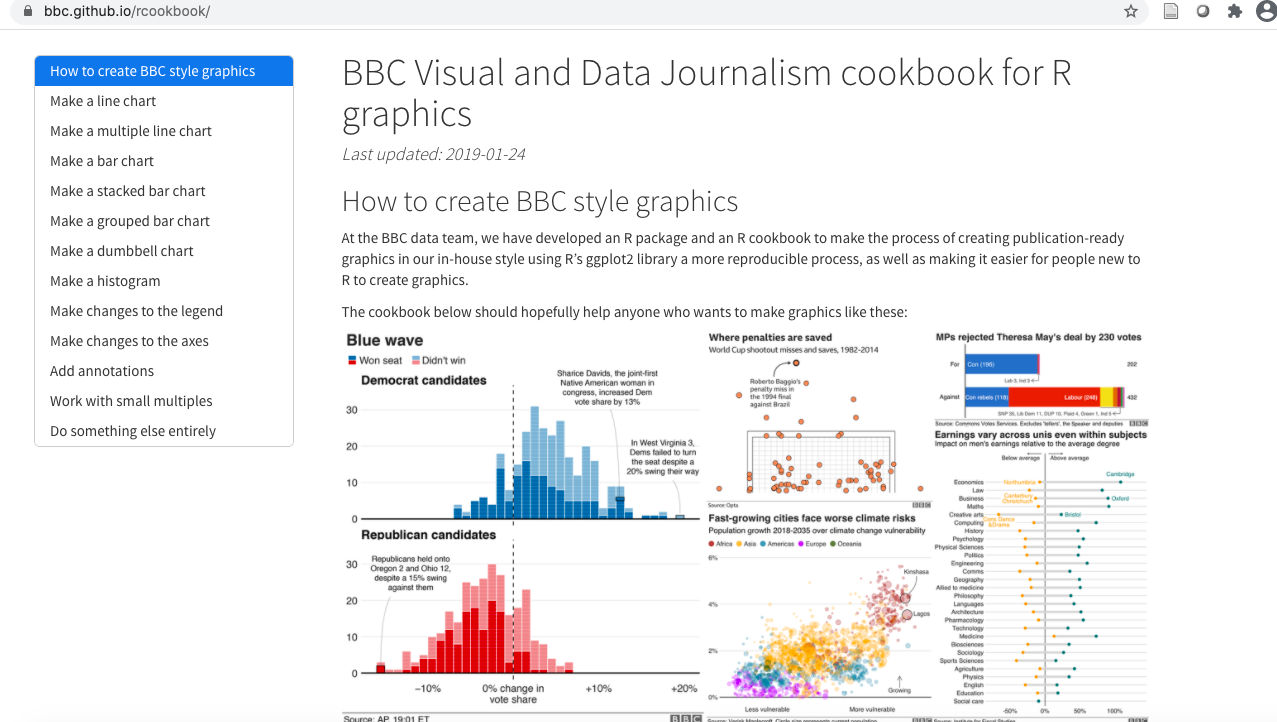 bbc.github.io/rcookbook/
How to create BBC style graphics
Make a line chart
Make a multiple line chart
Make a bar chart
Make a stacked bar chart
Make a grouped bar chart
Make a dumbbell chart
Make a histogram
Make changes to the legend
Make changes to the axes
Add annotations
Work with small multiples
Do something else entirely
BBC Visual and Data Journalism cookbook for R
graphics
Last updated: 2019-01-24
How to create BBC style graphics
At the BBC data team, we have developed an R package and an R cookbook to make the process of creating publication-ready
graphics in our in-house style using R’s ggplot2 library a more reproducible process, as well as making it easier for people new to
R to create graphics.
The cookbook below should hopefully help anyone who wants to make graphics like these:
Blue wave
Won seat Didn't win
Democrat candidates
Sharice Davids, the joint-first
Native American woman in
congress, increased Dem
vote share by 13%
In West Virginia 3,
Dems failed to turn
the seat despite a
20% swing their way
30
20
10
0
Republican candidates
Republicans held onto
Oregon 2 and Ohio 12,
despite a 15% swing
against them
30
20
10
0
−10% 0% change in +10% +20%
vote share
Source: AP, 19:01 ET
BBC
Where penalties are saved
World Cup shootout misses and saves, 1982-2014
Roberto Baggio's
penalty miss in
the 1994 final
against Brazil
Source: Opta
BBC
Fast-growing cities face worse climate risks
Population growth 2018-2035 over climate change vulnerability
Africa Asia Americas Europe Oceania
6%
4%
2%
0%
Kinshasa
Lagos
Growing
Less vulnerable More vulnerable
BBC
MPs rejected Theresa May's deal by 230 votes
For Con (196) 202
Lab 3, Ind 3
Against Con rebels (118) Labour (248) 432
SNP 35, Lib Dem 11, DUP 10, Plaid 4, Green 1, Ind 5
Source: Commons Votes Services. Excludes 'tellers', the Speaker and deputies
BBC
Earnings vary across unis even within subjects
Impact on men's earnings relative to the average degree
Below average Above average
Cambridge
Economics Northumbria
Law
Business Oxford
Canterbury
Christchurch
Maths
Creative arts Bristol
Computing
& Drama
History
Psychology
Physical Sciences
Politics
Engineering
Comms
Geography
Allied to medicine
Philosophy
Languages
Architecture
Pharmacology
Technology
Medicine
Biosciences
Sociology
Sports Sciences
Agriculture
Physics
English
Education
Social care
-50% 0% 50% 100%
Source: Institute for Fiscal Studies
BBC